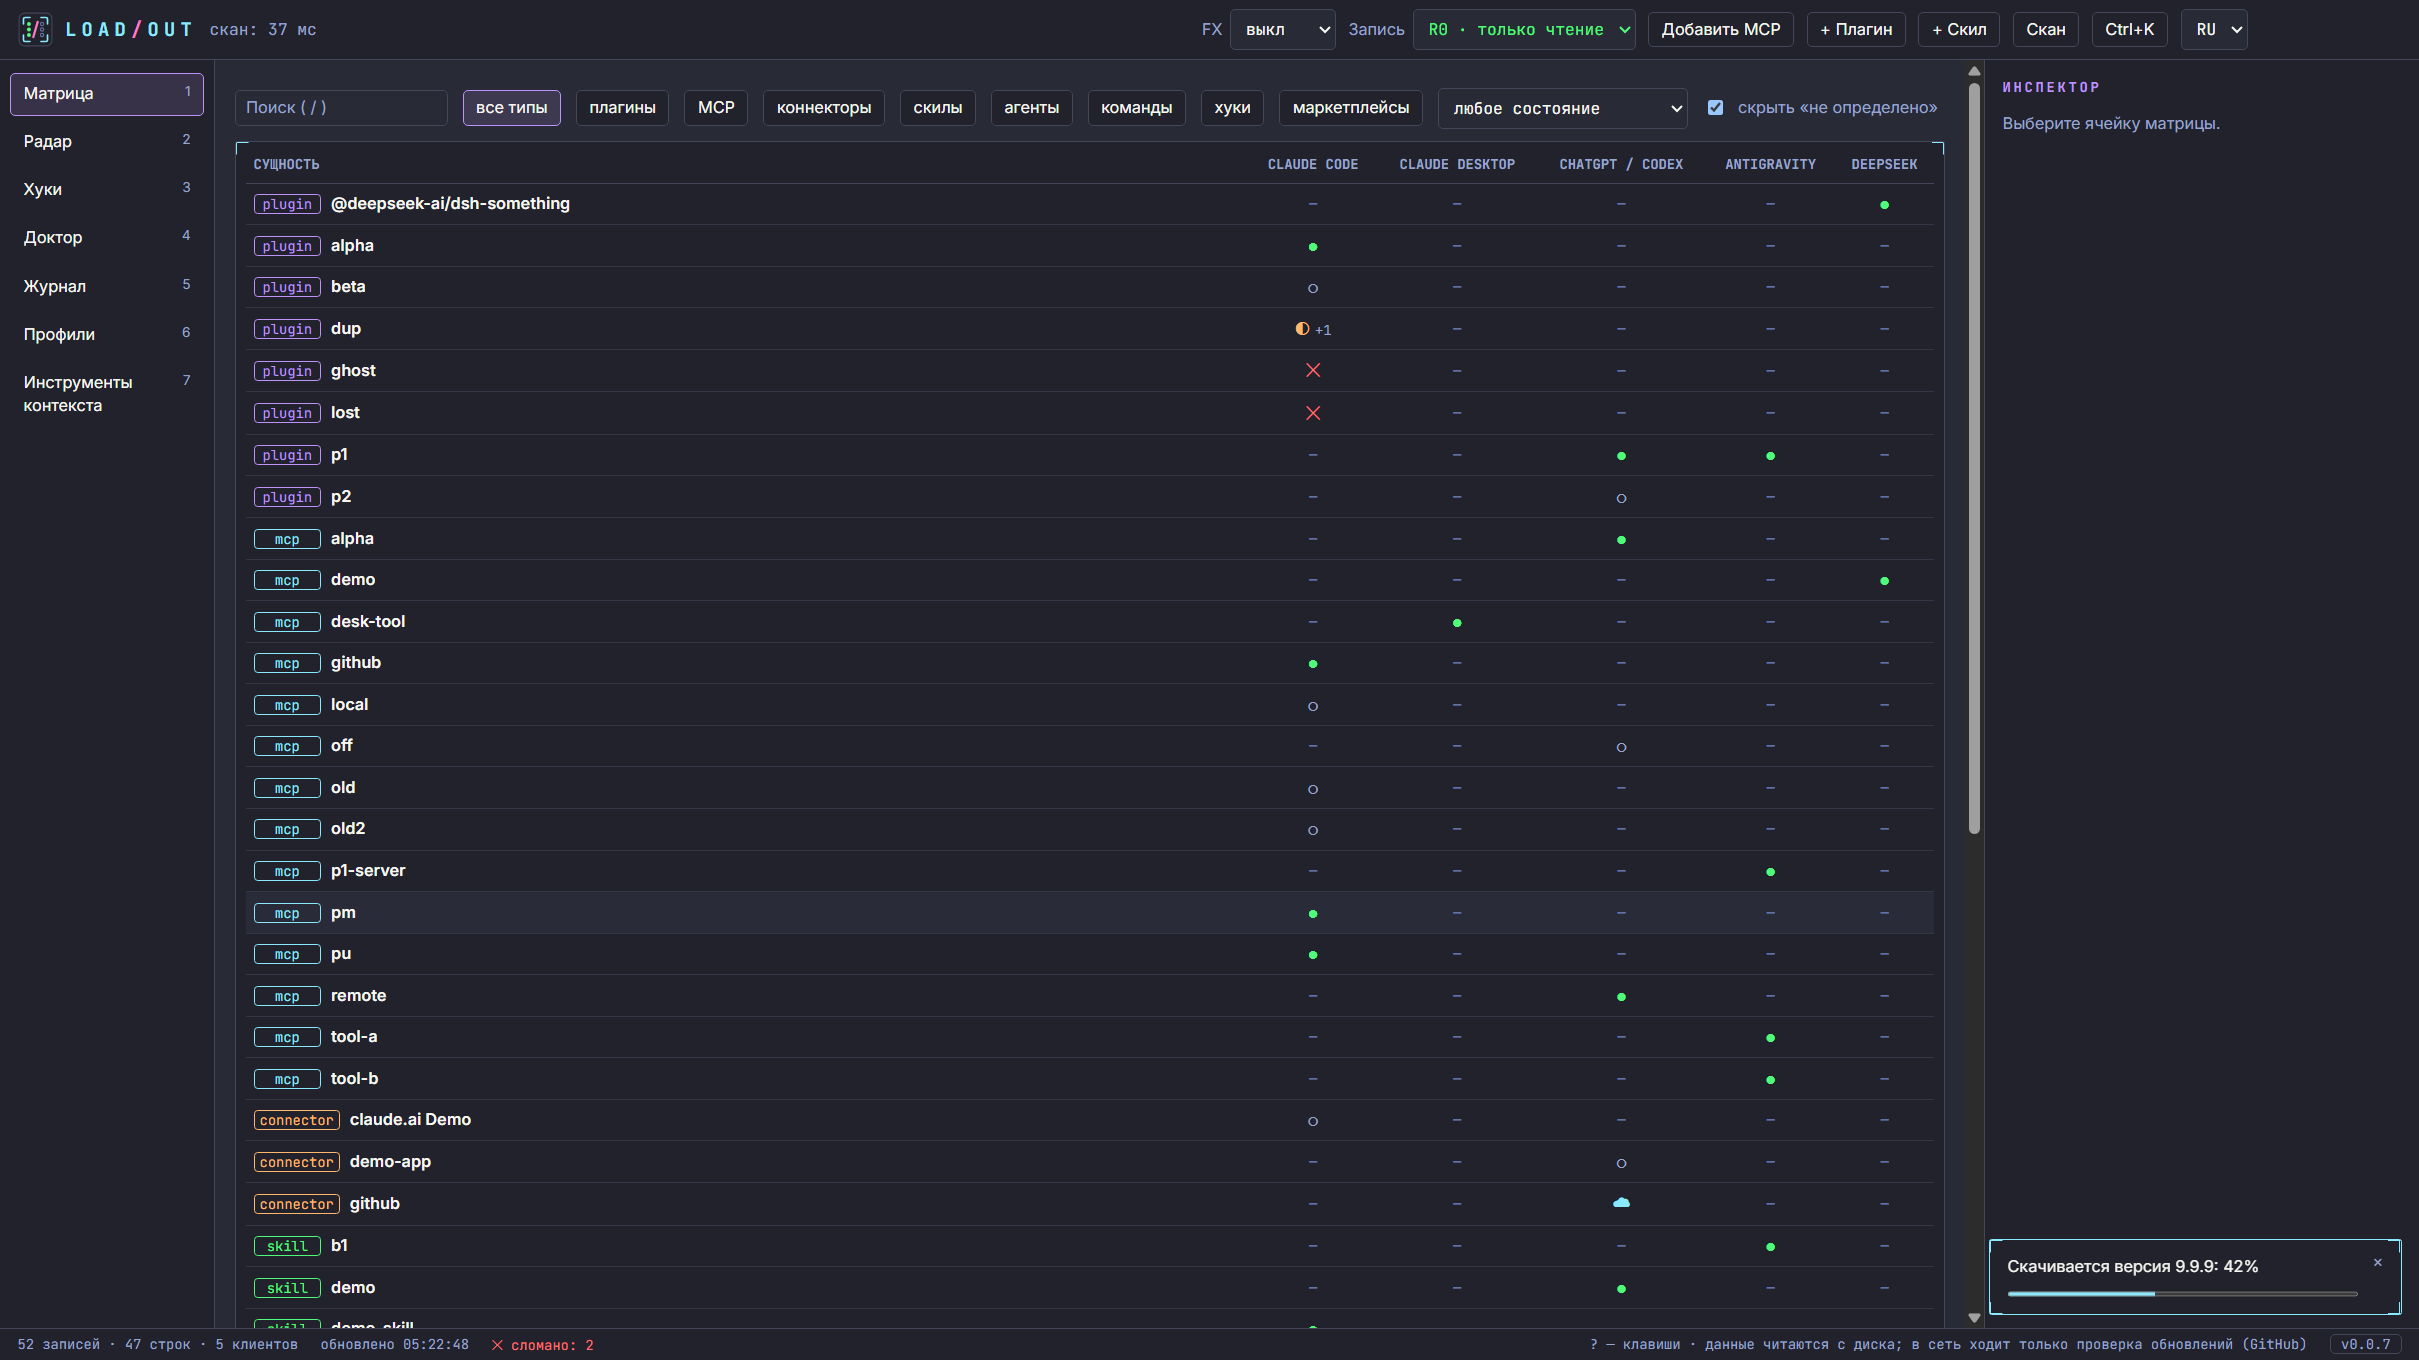 LOAD/OUT скан: 37 мс FX выкл Запись R0 · только чтение Добавить MCP + Плагин + Скил Скан Ctrl+K RU
Матрица 1
Радар 2
Хуки 3
Доктор 4
Журнал 5
Профили 6
Инструменты контекста 7
Поиск ( / ) все типы плагины MCP коннекторы скилы агенты команды хуки маркетплейсы любое состояние скрыть «не определено»
СУЩНОСТЬ CLAUDE CODE CLAUDE DESKTOP CHATGPT / CODEX ANTIGRAVITY DEEPSEEK
plugin @deepseek-ai/dsh-something — — — — ●
plugin alpha ● — — — —
plugin beta ○ — — — —
plugin dup ◐ +1 — — — —
plugin ghost ✕ — — — —
plugin lost ✕ — — — —
plugin p1 — — ● ● —
plugin p2 — — ○ — —
mcp alpha — — ● — —
mcp demo — — — — ●
mcp desk-tool — ● — — —
mcp github ● — — — —
mcp local ○ — — — —
mcp off — — ○ — —
mcp old ○ — — — —
mcp old2 ○ — — — —
mcp p1-server — — — ● —
mcp pm ● — — — —
mcp pu ● — — — —
mcp remote — — ● — —
mcp tool-a — — — ● —
mcp tool-b — — — ● —
connector claude.ai Demo ○ — — — —
connector demo-app — — ○ — —
connector github — — ☁ — —
skill b1 — — — ● —
skill demo — — ● — —
skill demo-skill
ИНСПЕКТОР
Выберите ячейку матрицы.
Скачивается версия 9.9.9: 42% ×
52 записей · 47 строк · 5 клиентов обновлено 05:22:48 ✕ сломано: 2 ? — клавиши · данные читаются с диска; в сеть ходит только проверка обновлений (GitHub) v0.0.7